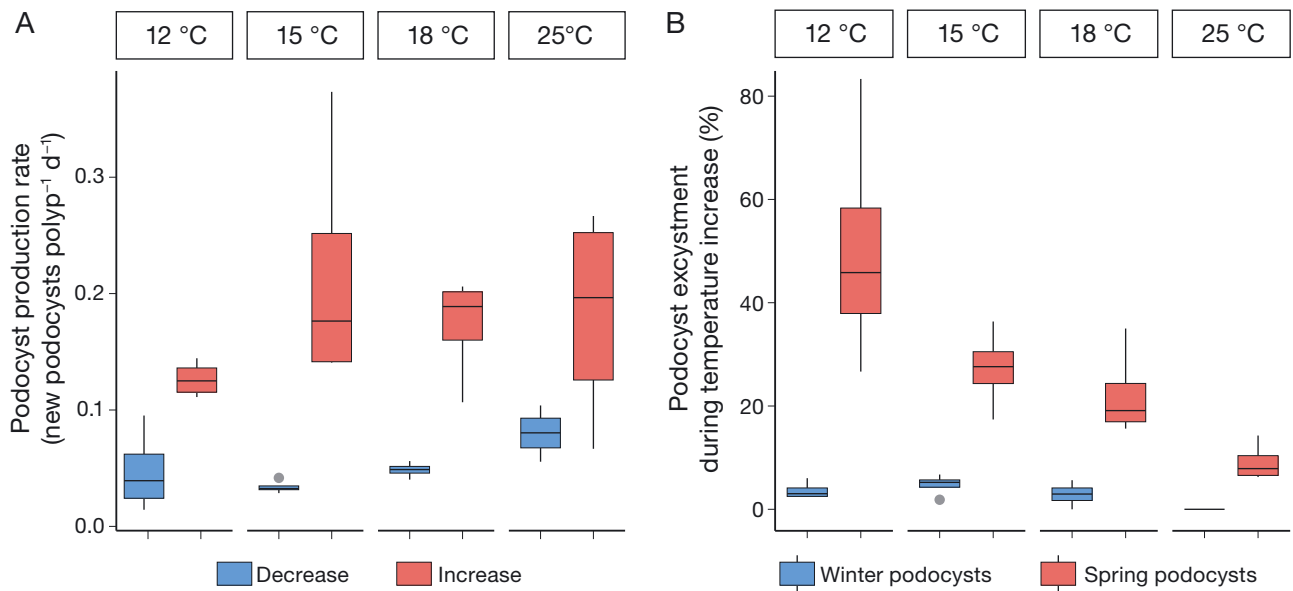 A
12 °C
15 °C
18 °C
25°C
Podocyst production rate
(new podocysts polyp⁻¹ d⁻¹)
0.3
0.2
0.1
0.0
Decrease
Increase
B
12 °C
15 °C
18 °C
25 °C
Podocyst excystment
during temperature increase (%)
80
60
40
20
0
Winter podocysts
Spring podocysts